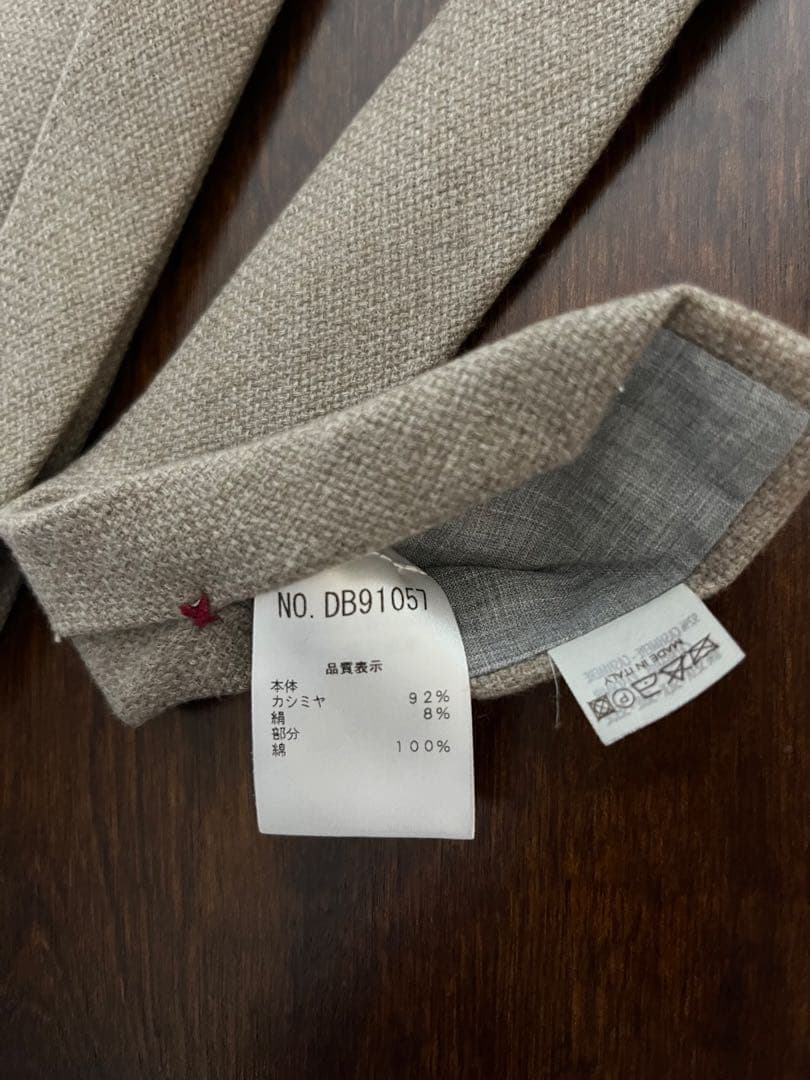 NO. DB91057
品質表示
本体
カシミヤ 92%
絹 8%
部分
綿 100%
MADE IN ITALY